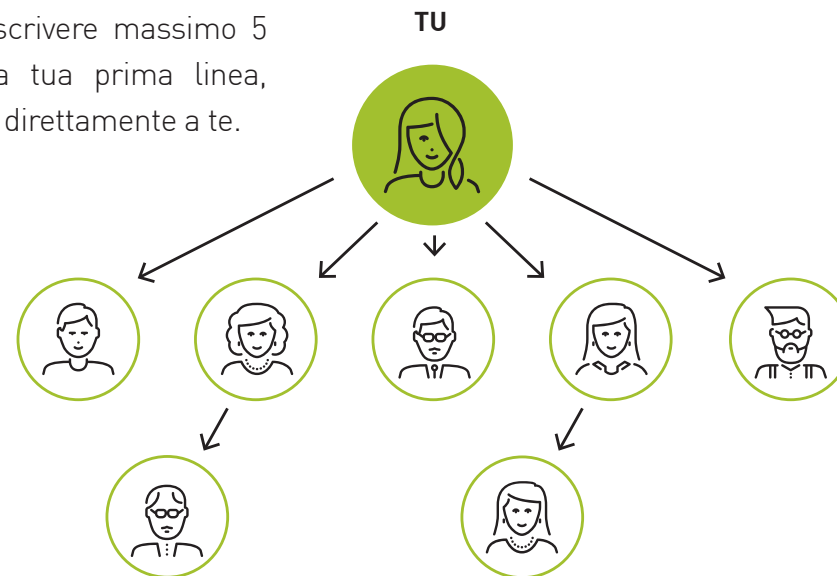 scrivere massimo 5
a tua prima linea,
direttamente a te.
TU